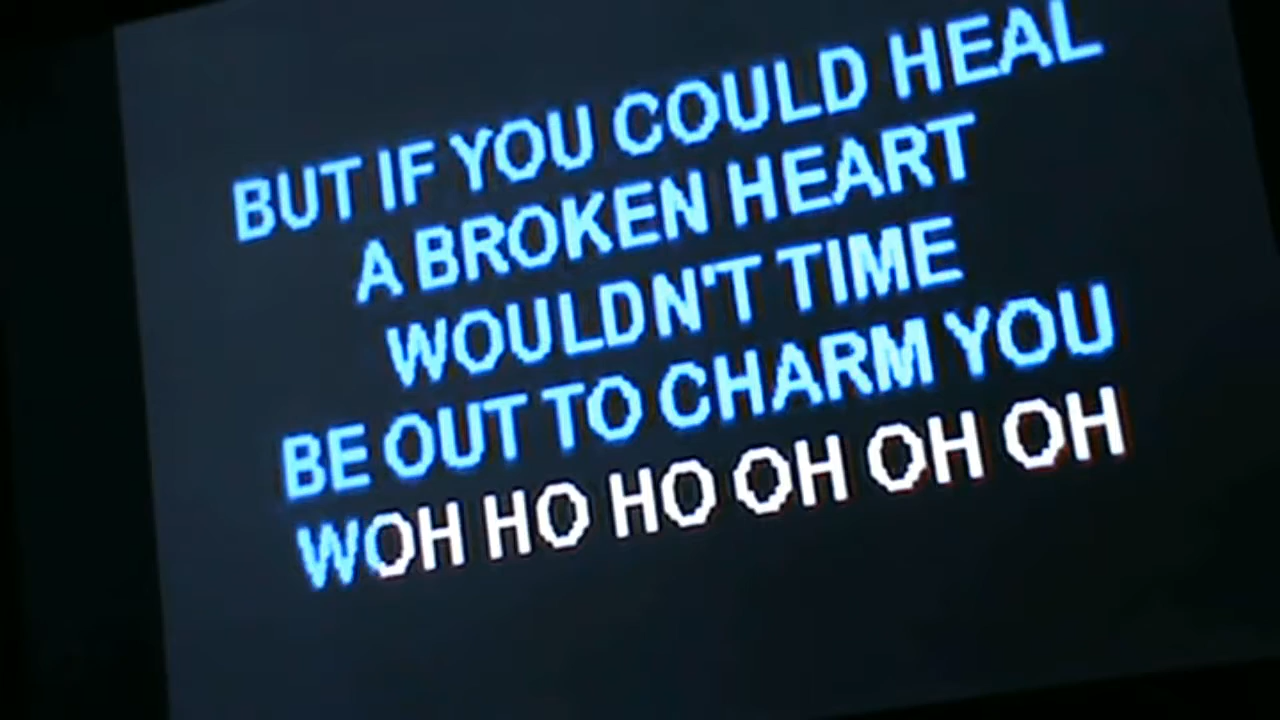 BUT IF YOU COULD HEAL
A BROKEN HEART
WOULDN'T TIME
BE OUT TO CHARM YOU
WOH HO HO OH OH OH